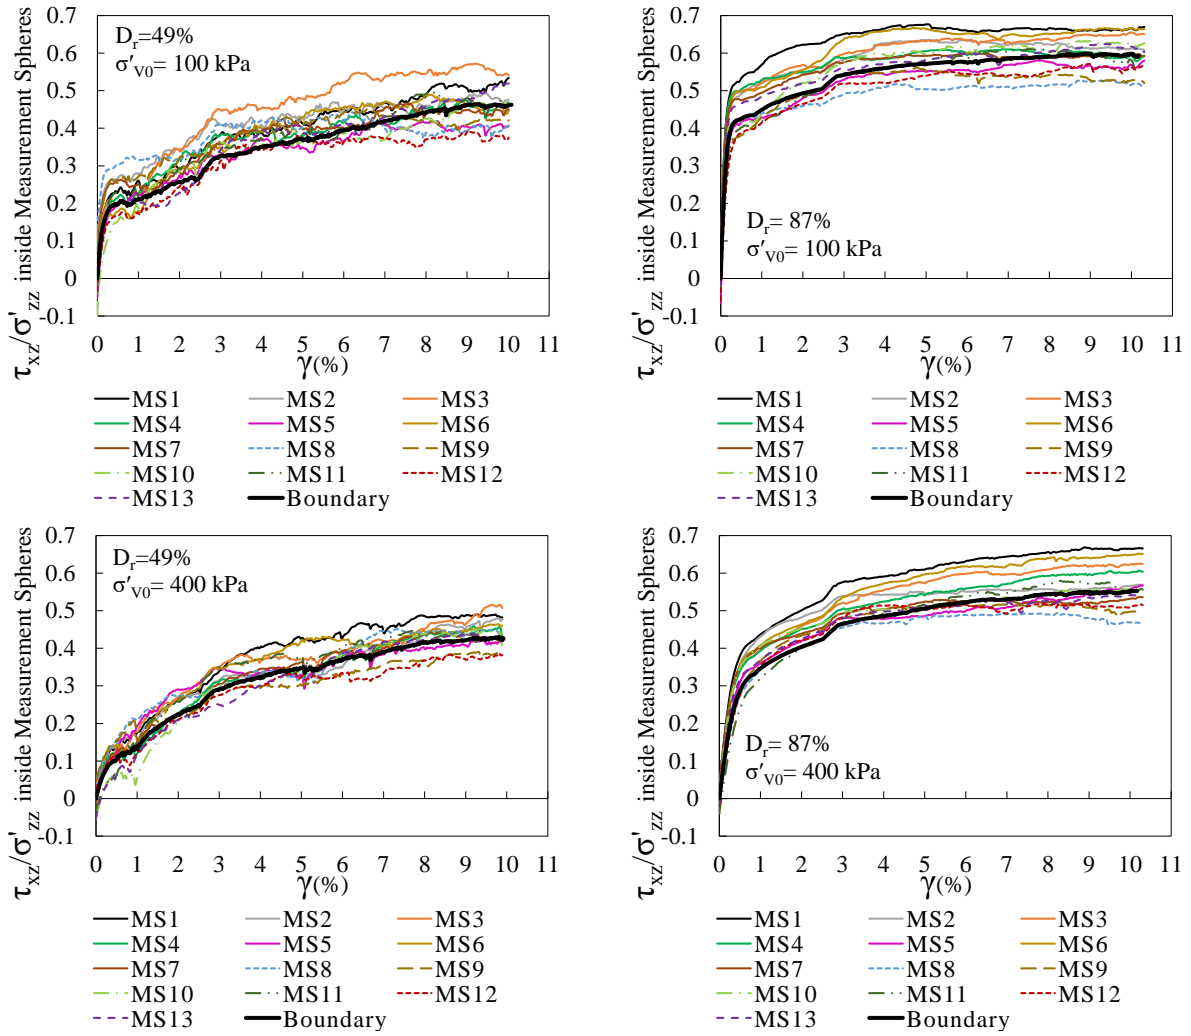 τxz/σ'zz inside Measurement Spheres
0.7
0.6
0.5
0.4
0.3
0.2
0.1
0
-0.1
Dr=49%
σ'V0= 100 kPa
0 1 2 3 4 5 6 7 8 9 10 11
γ(%)
MS1 MS2 MS3
MS4 MS5 MS6
MS7 MS8 MS9
MS10 MS11 MS12
MS13 Boundary
τxz/σ'zz inside Measurement Spheres
0.7
0.6
0.5
0.4
0.3
0.2
0.1
0
-0.1
Dr= 87%
σ'V0= 100 kPa
0 1 2 3 4 5 6 7 8 9 10 11
γ(%)
MS1 MS2 MS3
MS4 MS5 MS6
MS7 MS8 MS9
MS10 MS11 MS12
MS13 Boundary
τxz/σ'zz inside Measurement Spheres
0.7
0.6
0.5
0.4
0.3
0.2
0.1
0
-0.1
Dr=49%
σ'V0= 400 kPa
0 1 2 3 4 5 6 7 8 9 10 11
γ(%)
MS1 MS2 MS3
MS4 MS5 MS6
MS7 MS8 MS9
MS10 MS11 MS12
MS13 Boundary
τxz/σ'zz inside Measurement Spheres
0.7
0.6
0.5
0.4
0.3
0.2
0.1
0
-0.1
Dr= 87%
σ'V0= 400 kPa
0 1 2 3 4 5 6 7 8 9 10 11
γ(%)
MS1 MS2 MS3
MS4 MS5 MS6
MS7 MS8 MS9
MS10 MS11 MS12
MS13 Boundary